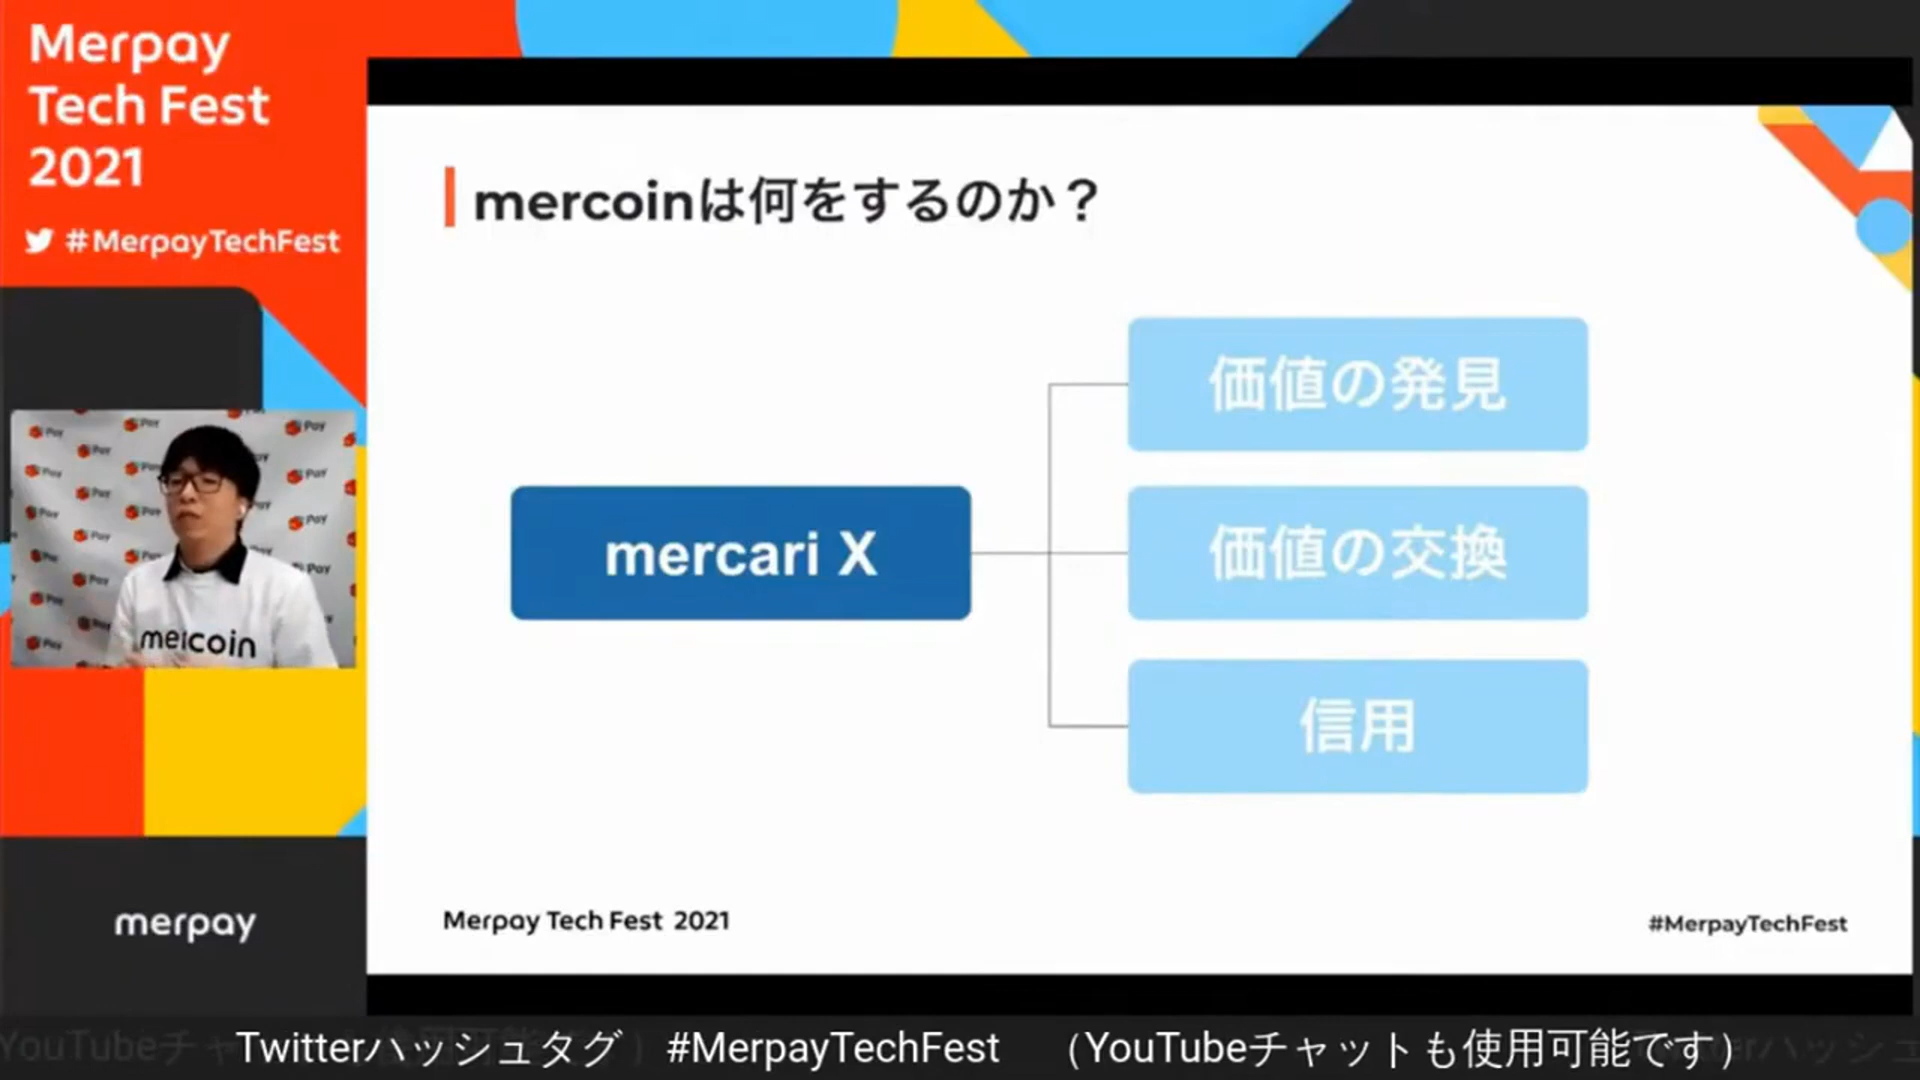 Merpay
Tech Fest
2021
#MerpayTechFest
mercoinは何をするのか？
価値の発見
mercari X
価値の交換
信用
Pay
mercoin
merpay
Merpay Tech Fest 2021
#MerpayTechFest
Twitterハッシュタグ　#MerpayTechFest　（YouTubeチャットも使用可能です）